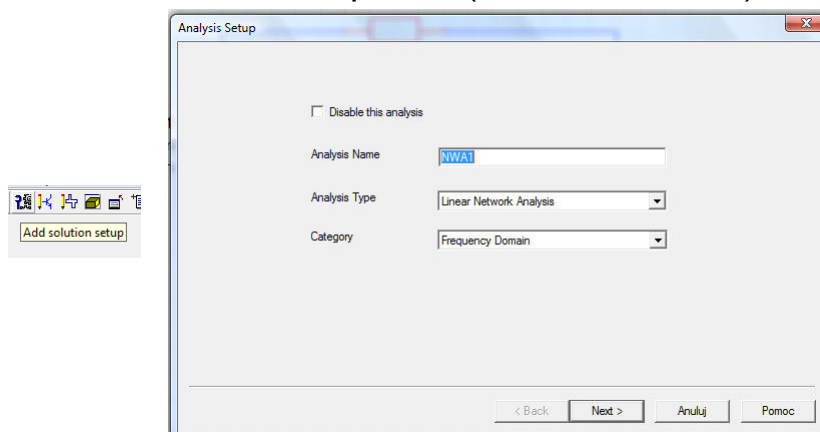 Analysis Setup
Disable this analysis
Analysis Name
NWA1
Analysis Type
Linear Network Analysis
Category
Frequency Domain
Add solution setup
< Back
Next >
Anuluj
Pomoc